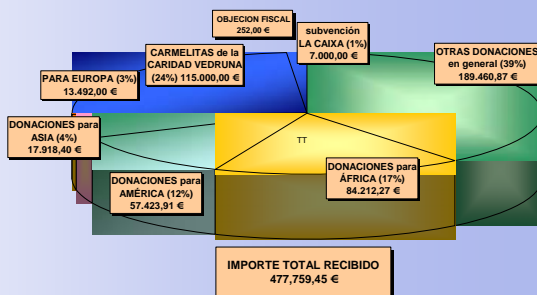 OBJECION FISCAL
252,00 €
subvención
LA CAIXA (1%)
7.000,00 €
CARMELITAS de la
CARIDAD VEDRUNA
(24%) 115.000,00 €
OTRAS DONACIONES
en general (39%)
189.460,87 €
PARA EUROPA (3%)
13.492,00 €
DONACIONES para
ASIA (4%)
17.918,40 €
TT
DONACIONES para
AMÉRICA (12%)
57.423,91 €
DONACIONES para
ÁFRICA (17%)
84.212,27 €
IMPORTE TOTAL RECIBIDO
477,759,45 €